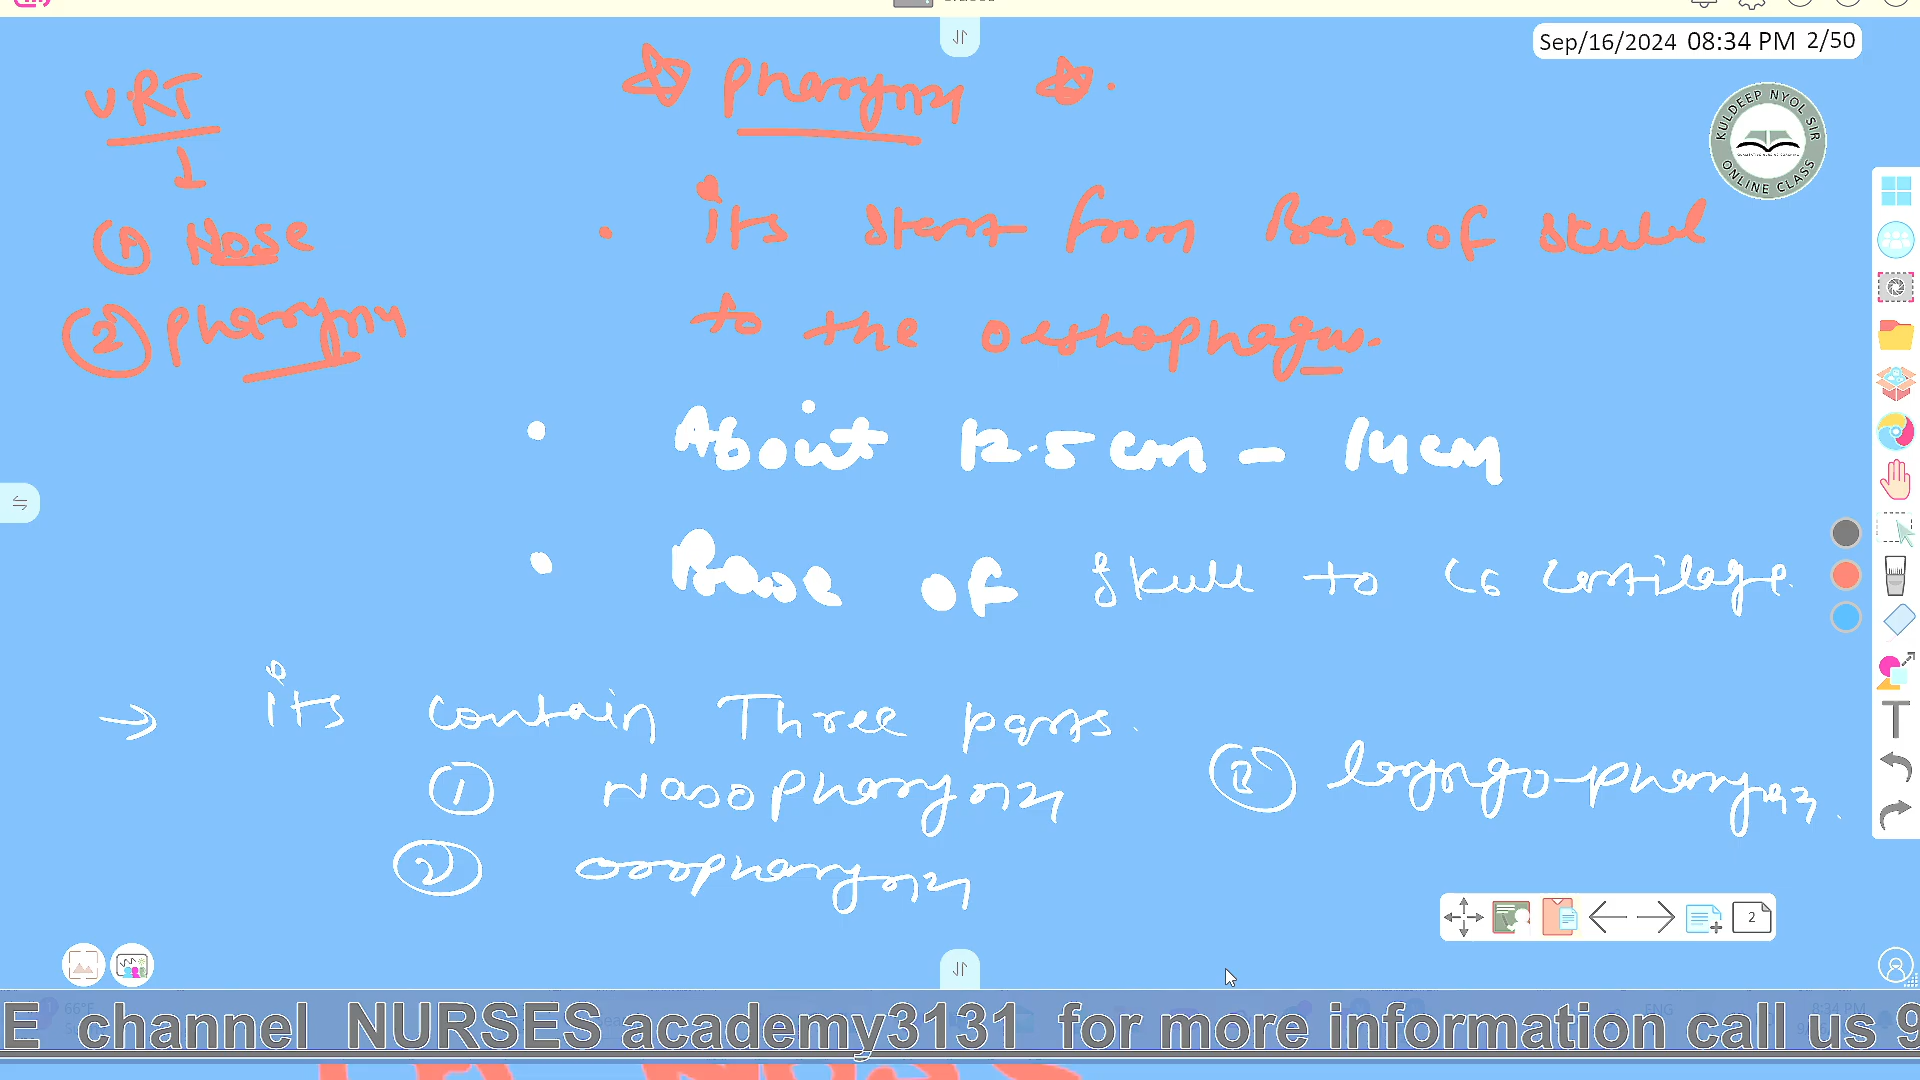 Sep/16/2024 08:34 PM 2/50
KULDEEP NYOL SIR
ONLINE CLASS
URT
① Nose
② Pharynx
☆ Pharynx ☆.
• its start from Base of skull
to the oesthophagus.
• About 12.5 cm - 14 cm
• Base of skull to C6 cartilage.
→ its contain Three parts.
① Nasopharynx
② oropharynx
③ laryngo-pharynx.
2
E channel NURSES academy3131 for more information call us 9